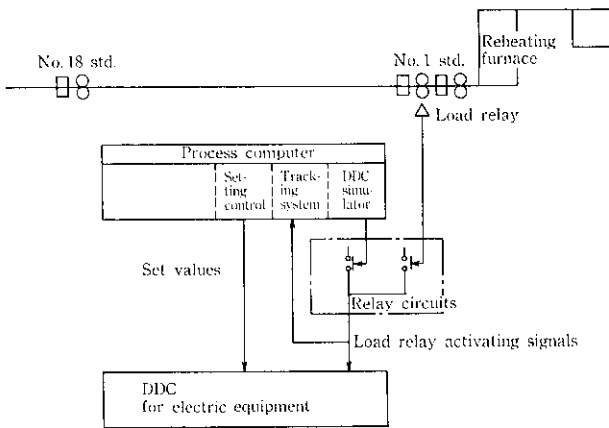 Reheating
furnace
No. 18 std.
No. 1 std.
Load relay
Process computer
Set-
ting
control
Track-
ing
system
DDC
simu-
lator
Set values
Relay circuits
Load relay activating signals
DDC
for electric equipment